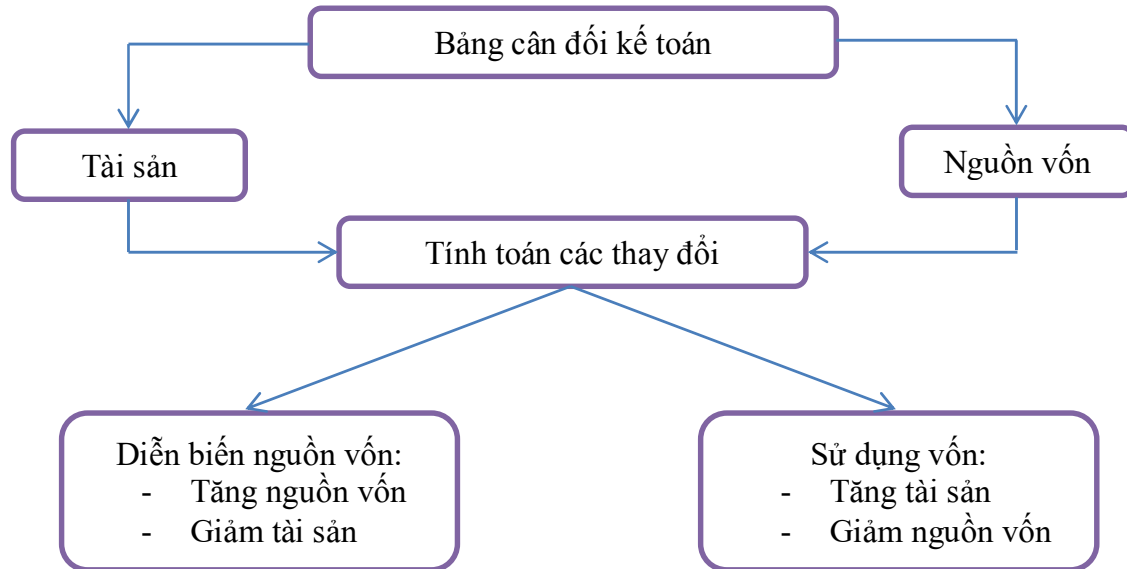 Bảng cân đối kế toán
Tài sản
Nguồn vốn
Tính toán các thay đổi
Diễn biến nguồn vốn:
- Tăng nguồn vốn
- Giảm tài sản
Sử dụng vốn:
- Tăng tài sản
- Giảm nguồn vốn